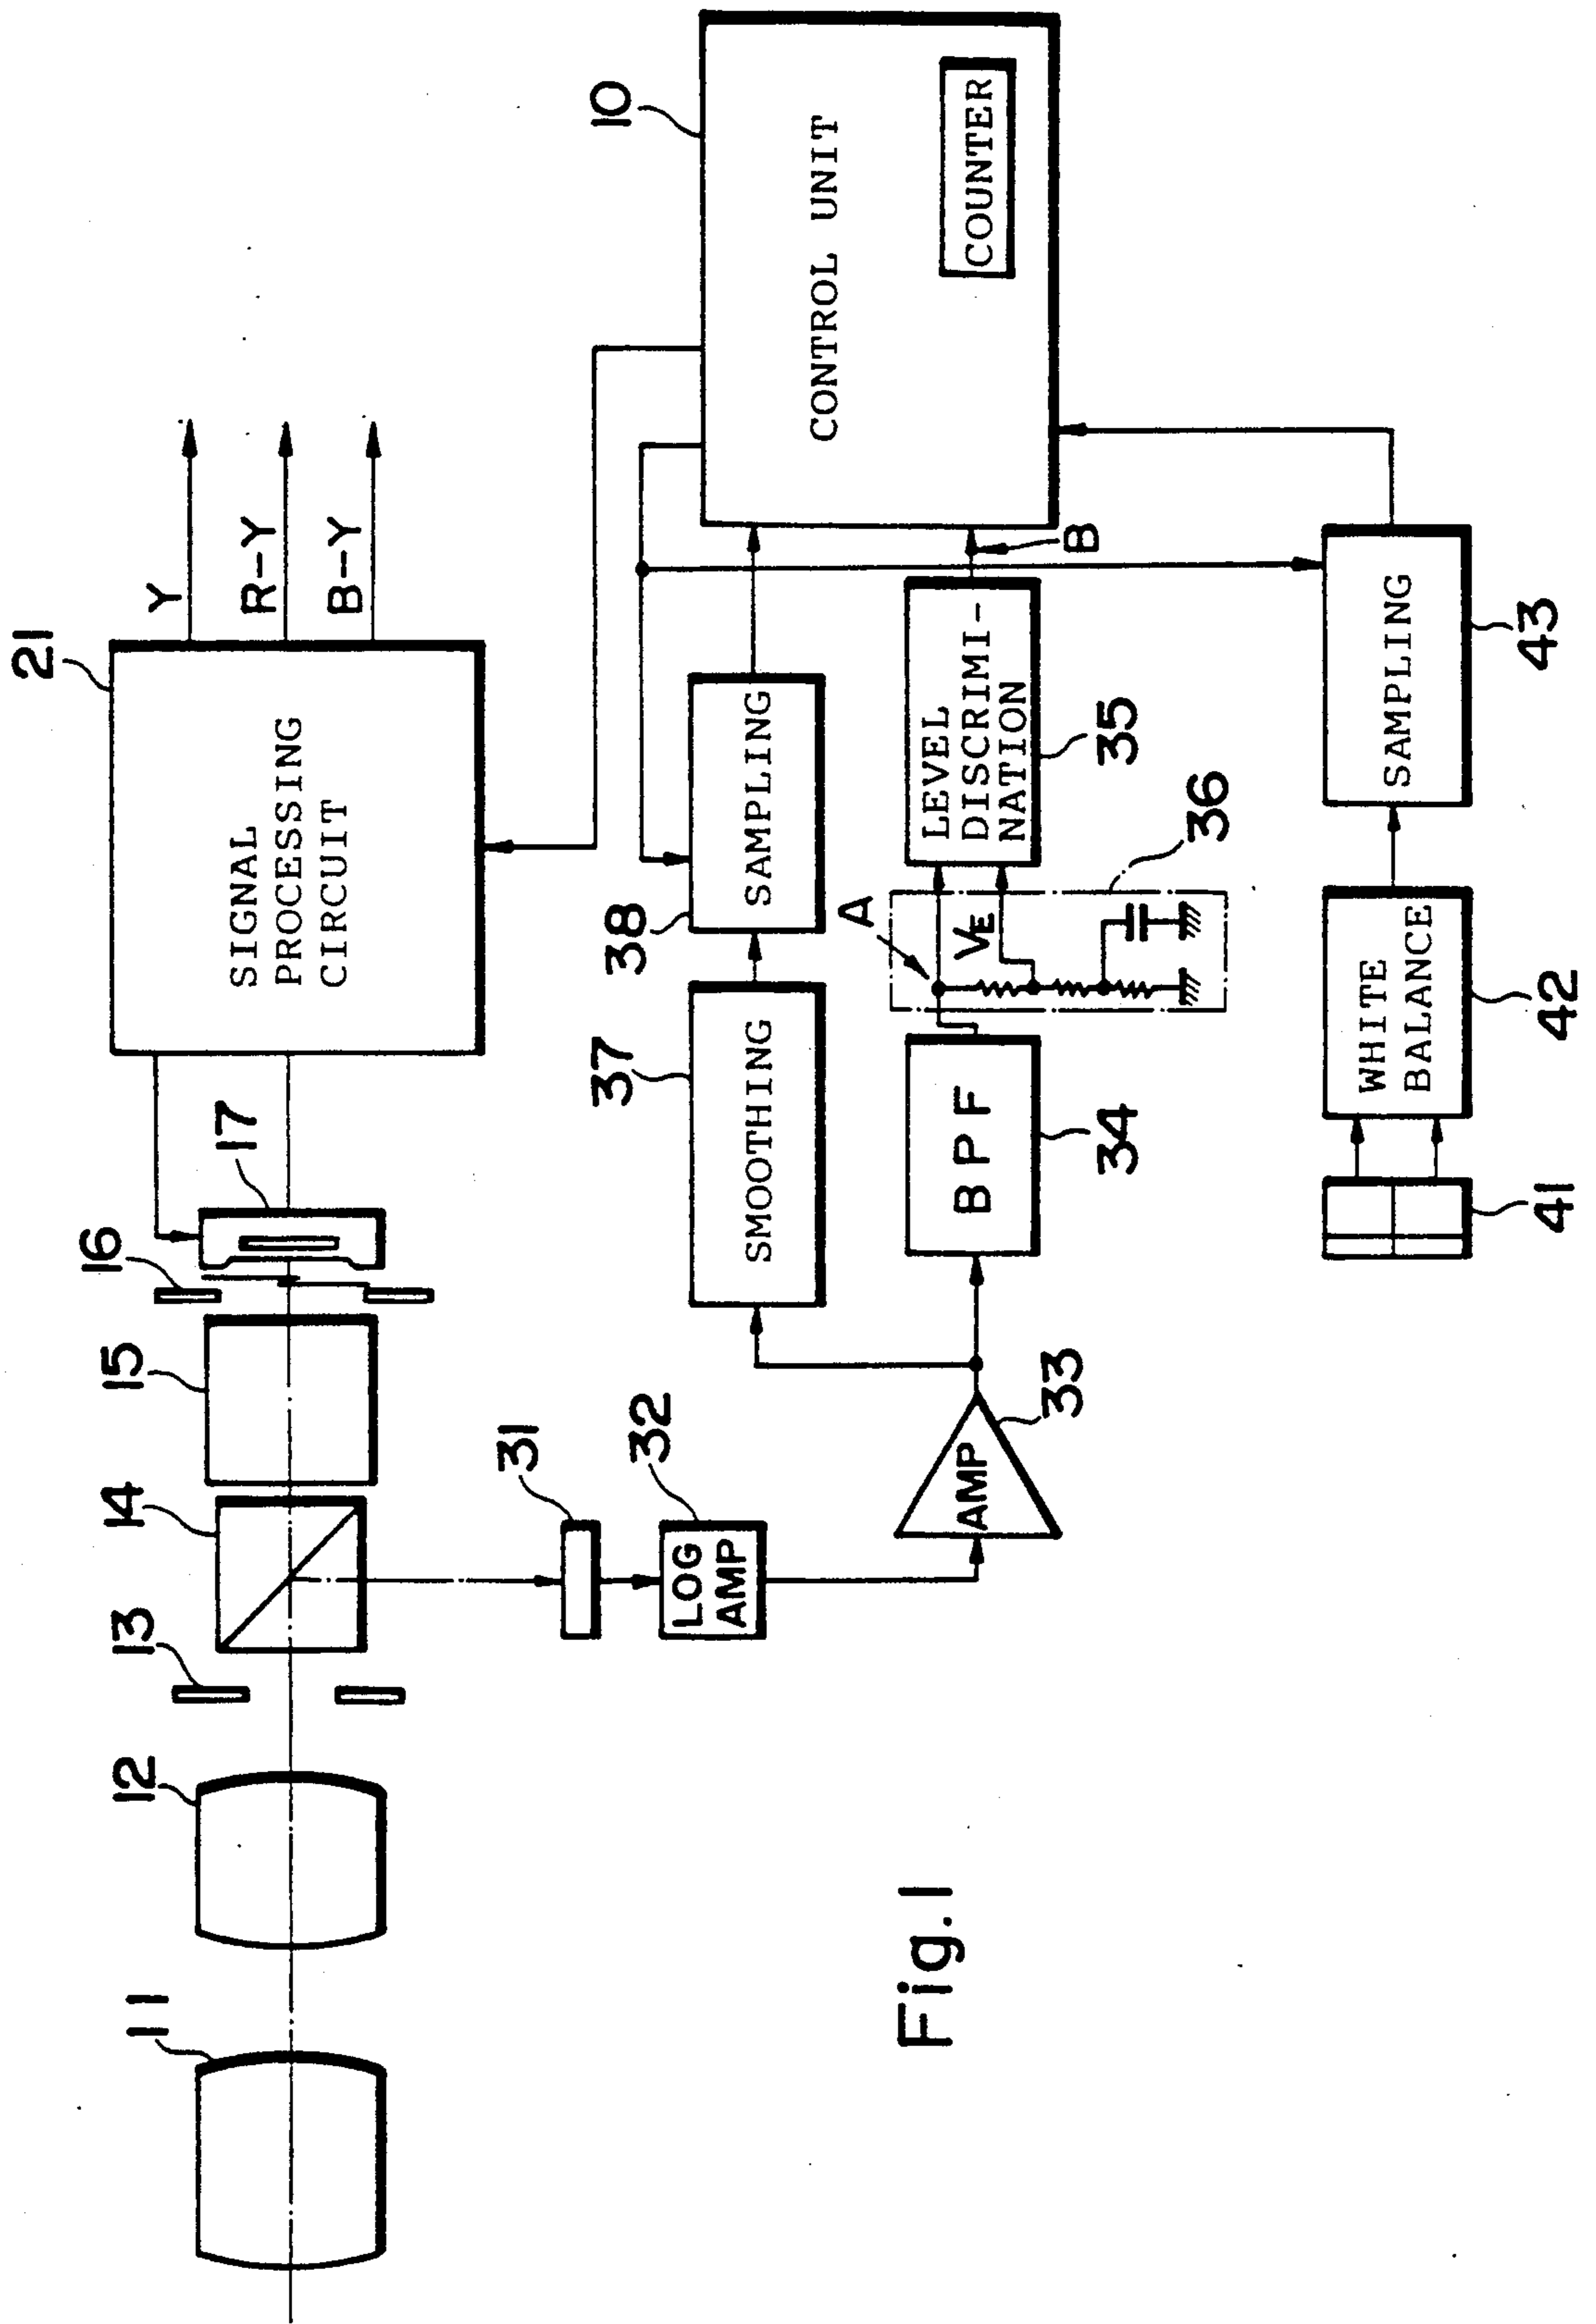 11
12
13
14
15
16
17
21
SIGNAL
PROCESSING
CIRCUIT
Y
R-Y
B-Y
31
32
LOG
AMP
AMP
33
37
SMOOTHING
38
SAMPLING
10
CONTROL UNIT
COUNTER
BPF
34
A
VE
36
LEVEL
DISCRIMI-
NATION
35
B
41
WHITE
BALANCE
42
SAMPLING
43
Fig.1